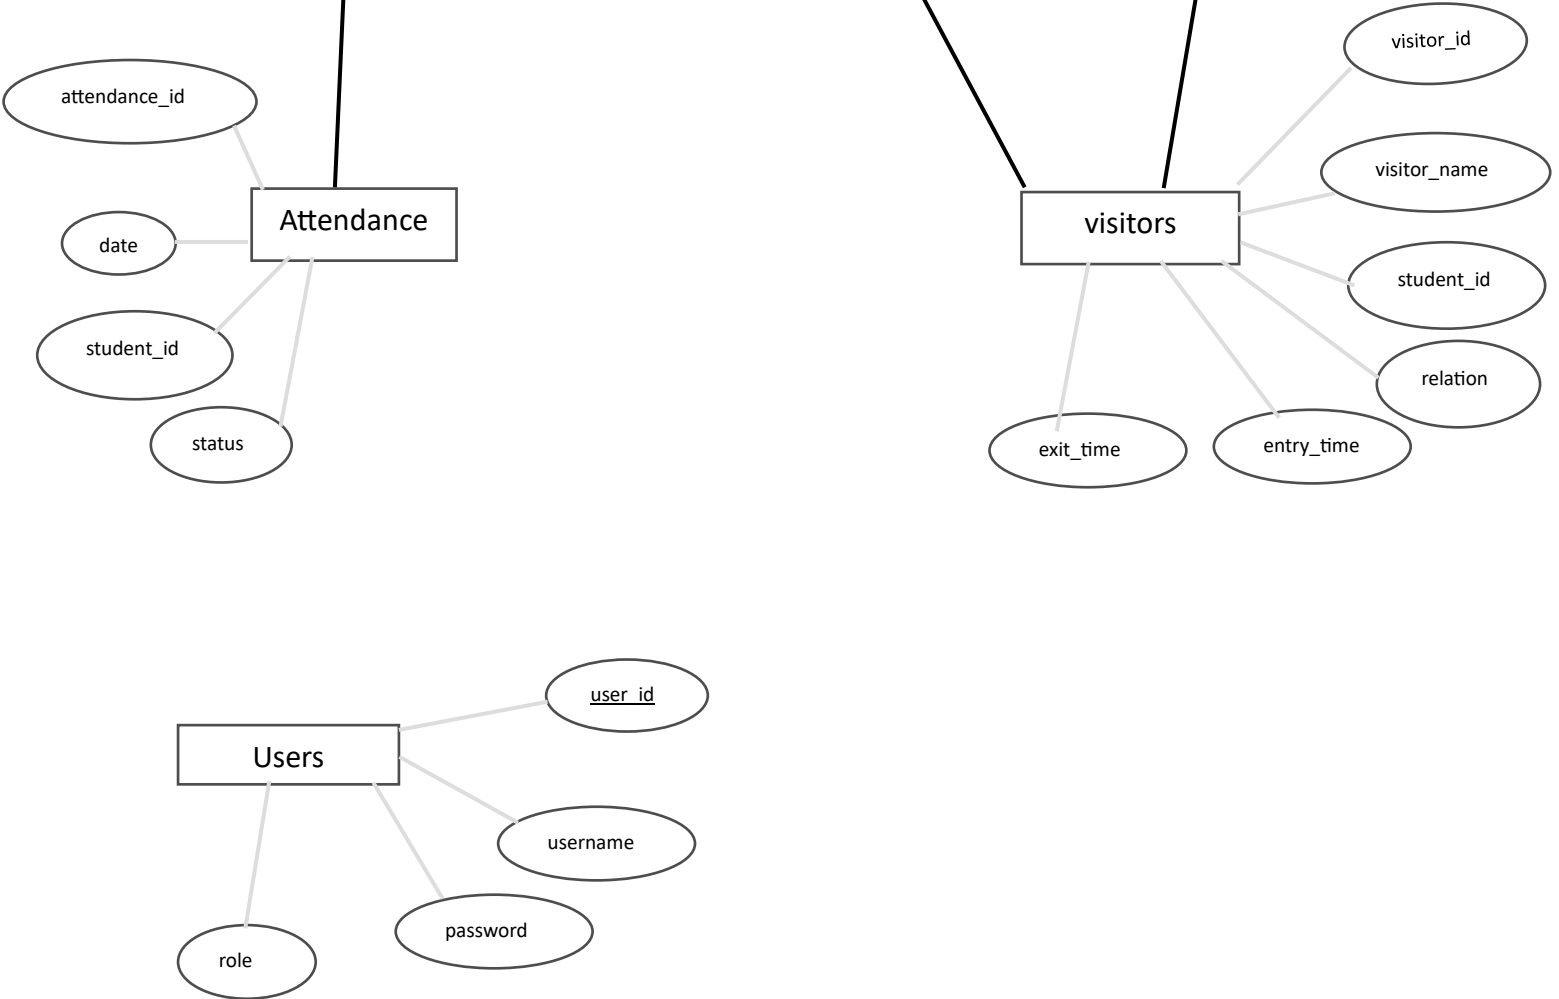 visitor_id
attendance_id
visitor_name
Attendance
visitors
date
student_id
student_id
relation
status
exit_time
entry_time
user_id
Users
username
password
role